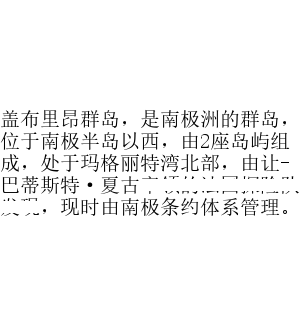 盖布里昂群岛，是南极洲的群岛，
位于南极半岛以西，由2座岛屿组
成，处于玛格丽特湾北部，由让-
巴蒂斯特·夏古
，现时由南极条约体系管理。